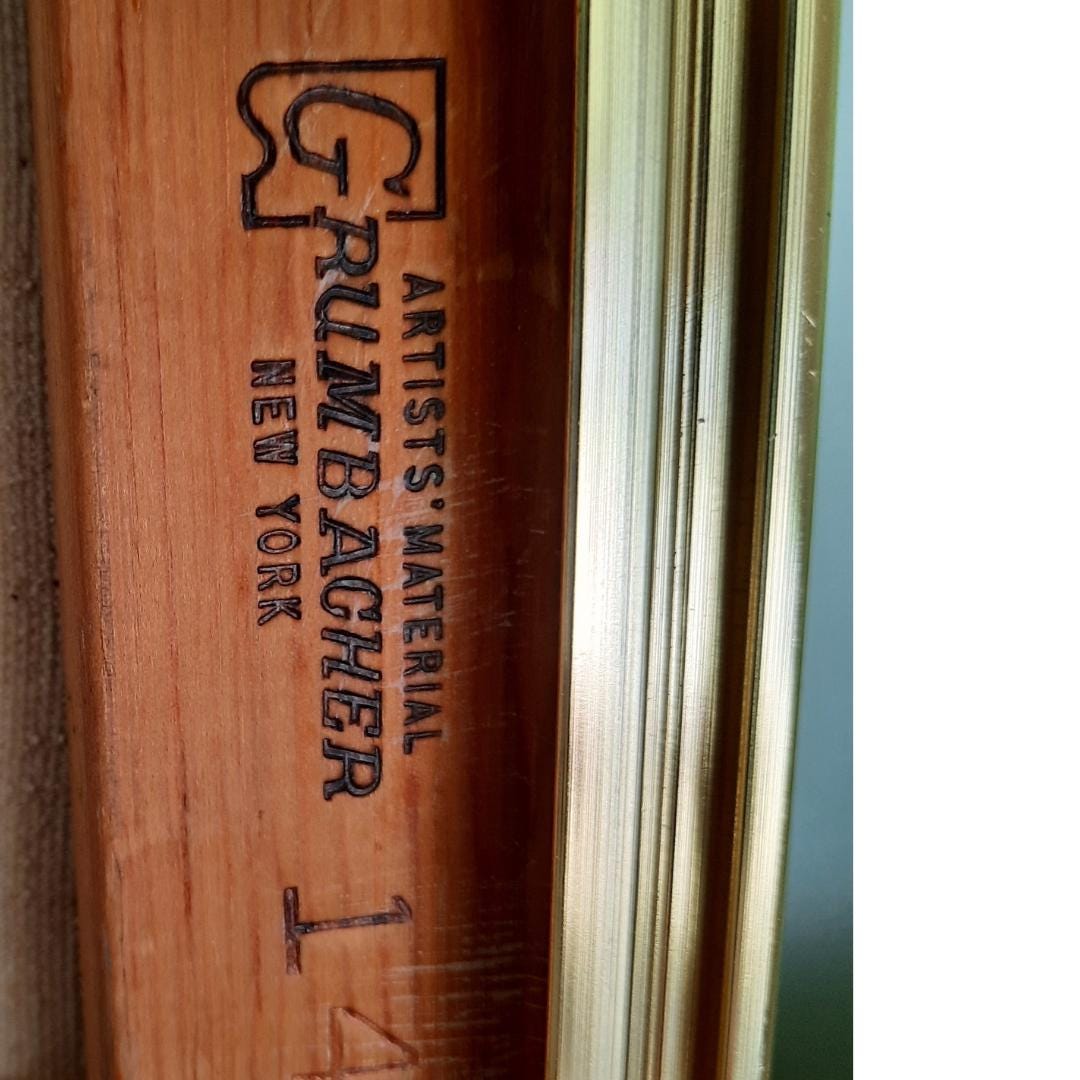 ARTISTS' MATERIAL
GRUMBACHER
NEW YORK
14